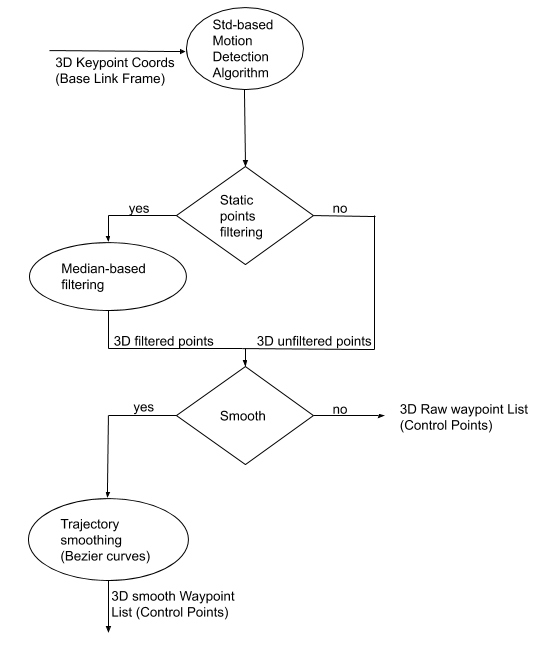 Std-based
Motion
Detection
Algorithm
3D Keypoint Coords
(Base Link Frame)
yes
Static
points
filtering
no
Median-based
filtering
3D filtered points
3D unfiltered points
yes
Smooth
no
3D Raw waypoint List
(Control Points)
Trajectory
smoothing
(Bezier curves)
3D smooth Waypoint
List (Control Points)